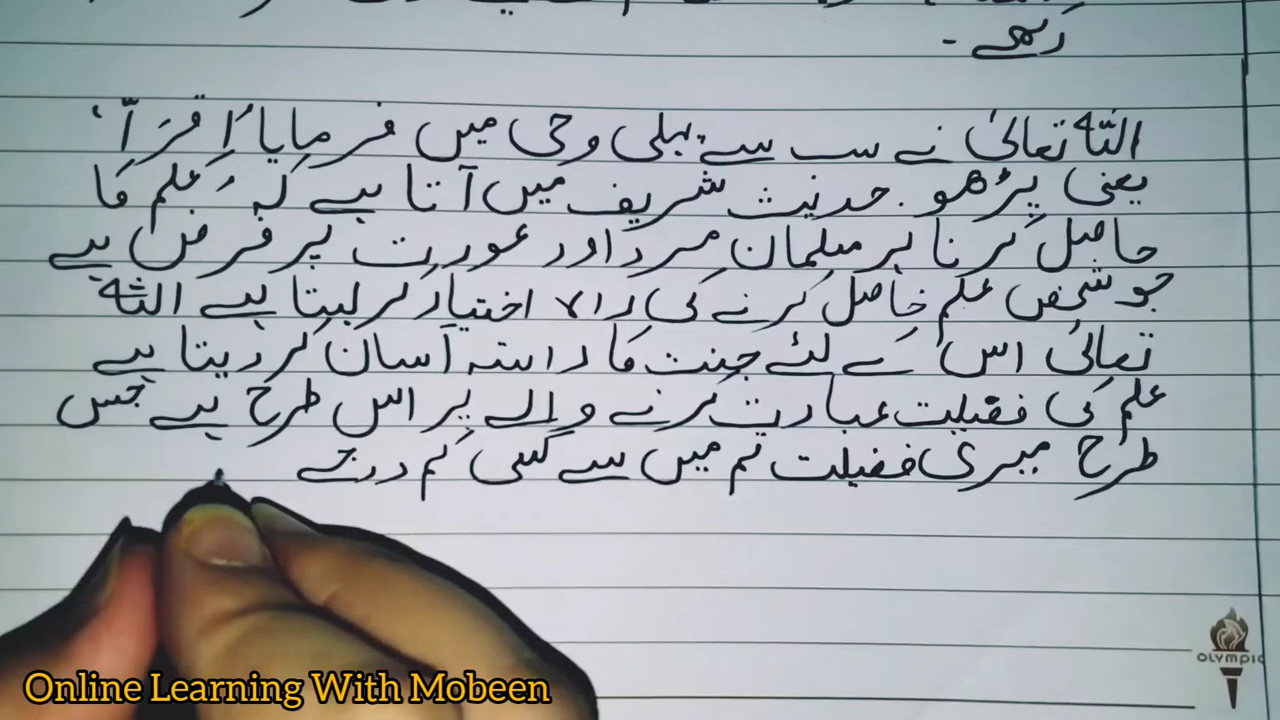 رکھے -
اللہ تعالیٰ نے سب سے پہلی وحی میں فرمایا 'اِقرَأ'
یعنی پڑھو. حدیث شریف میں آتا ہے کہ 'علم کا
حاصل کرنا ہر مسلمان مرد اور عورت پر فرض ہے
جو شخص علم حاصل کرنے کی راہ اختیار کر لیتا ہے اللہ
تعالیٰ اس کے لئے جنت کا راستہ آسان کر دیتا ہے
علم کی فضیلت عبادت کرنے والے پر اس طرح ہے جس
طرح میری فضیلت تم میں سے کسی کم درجے
OLYMPIC
Online Learning With Mobeen